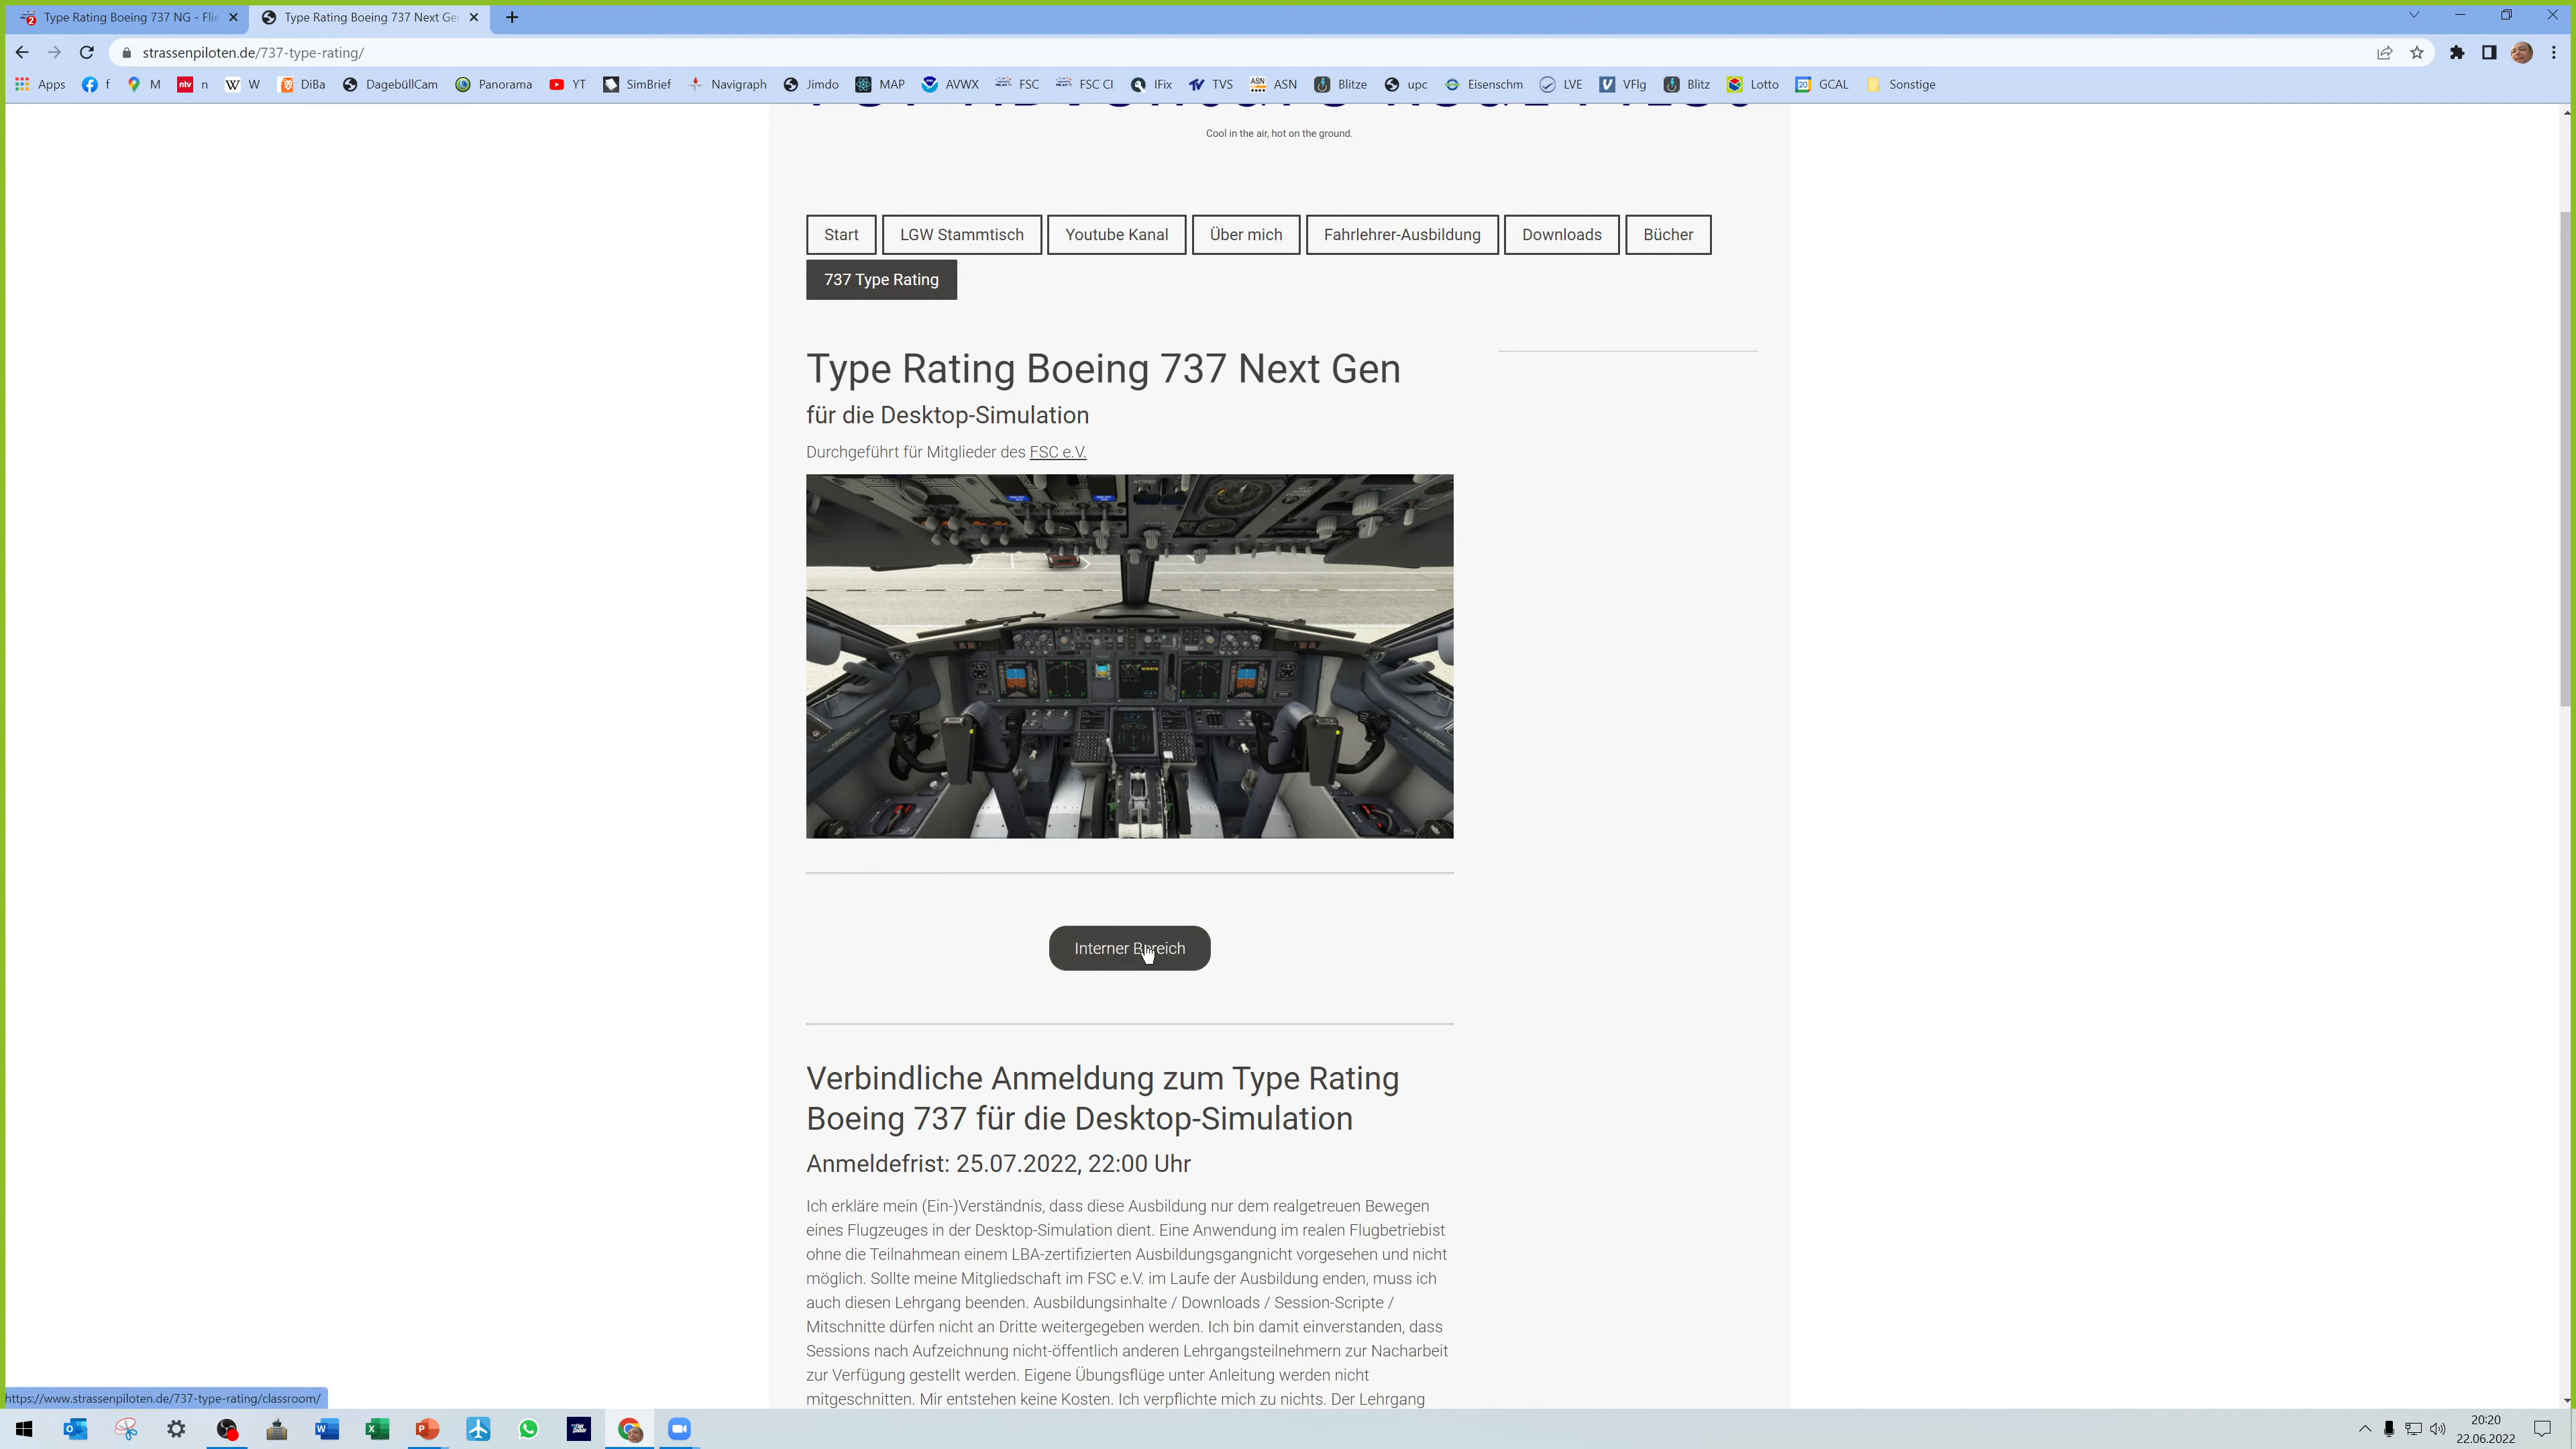 Type Rating Boeing 737 NG - Flie
Type Rating Boeing 737 Next Ge
strassenpiloten.de/737-type-rating/
Apps f M n W DiBa DagebüllCam Panorama YT SimBrief Navigraph Jimdo MAP AVWX FSC FSC CI IFix TVS ASN Blitze upc Eisenschm LVE VFlg Blitz Lotto GCAL Sonstige
Cool in the air, hot on the ground.
Start LGW Stammtisch Youtube Kanal Über mich Fahrlehrer-Ausbildung Downloads Bücher
737 Type Rating
Type Rating Boeing 737 Next Gen
für die Desktop-Simulation
Durchgeführt für Mitglieder des FSC e.V.
Interner Bereich
Verbindliche Anmeldung zum Type Rating
Boeing 737 für die Desktop-Simulation
Anmeldefrist: 25.07.2022, 22:00 Uhr
Ich erkläre mein (Ein-)Verständnis, dass diese Ausbildung nur dem realgetreuen Bewegen
eines Flugzeuges in der Desktop-Simulation dient. Eine Anwendung im realen Flugbetriebist
ohne die Teilnahmean einem LBA-zertifizierten Ausbildungsgangnicht vorgesehen und nicht
möglich. Sollte meine Mitgliedschaft im FSC e.V. im Laufe der Ausbildung enden, muss ich
auch diesen Lehrgang beenden. Ausbildungsinhalte / Downloads / Session-Scripte /
Mitschnitte dürfen nicht an Dritte weitergegeben werden. Ich bin damit einverstanden, dass
Sessions nach Aufzeichnung nicht-öffentlich anderen Lehrgangsteilnehmern zur Nacharbeit
zur Verfügung gestellt werden. Eigene Übungsflüge unter Anleitung werden nicht
mitgeschnitten. Mir entstehen keine Kosten. Ich verpflichte mich zu nichts. Der Lehrgang
https://www.strassenpiloten.de/737-type-rating/classroom/
20:20
22.06.2022